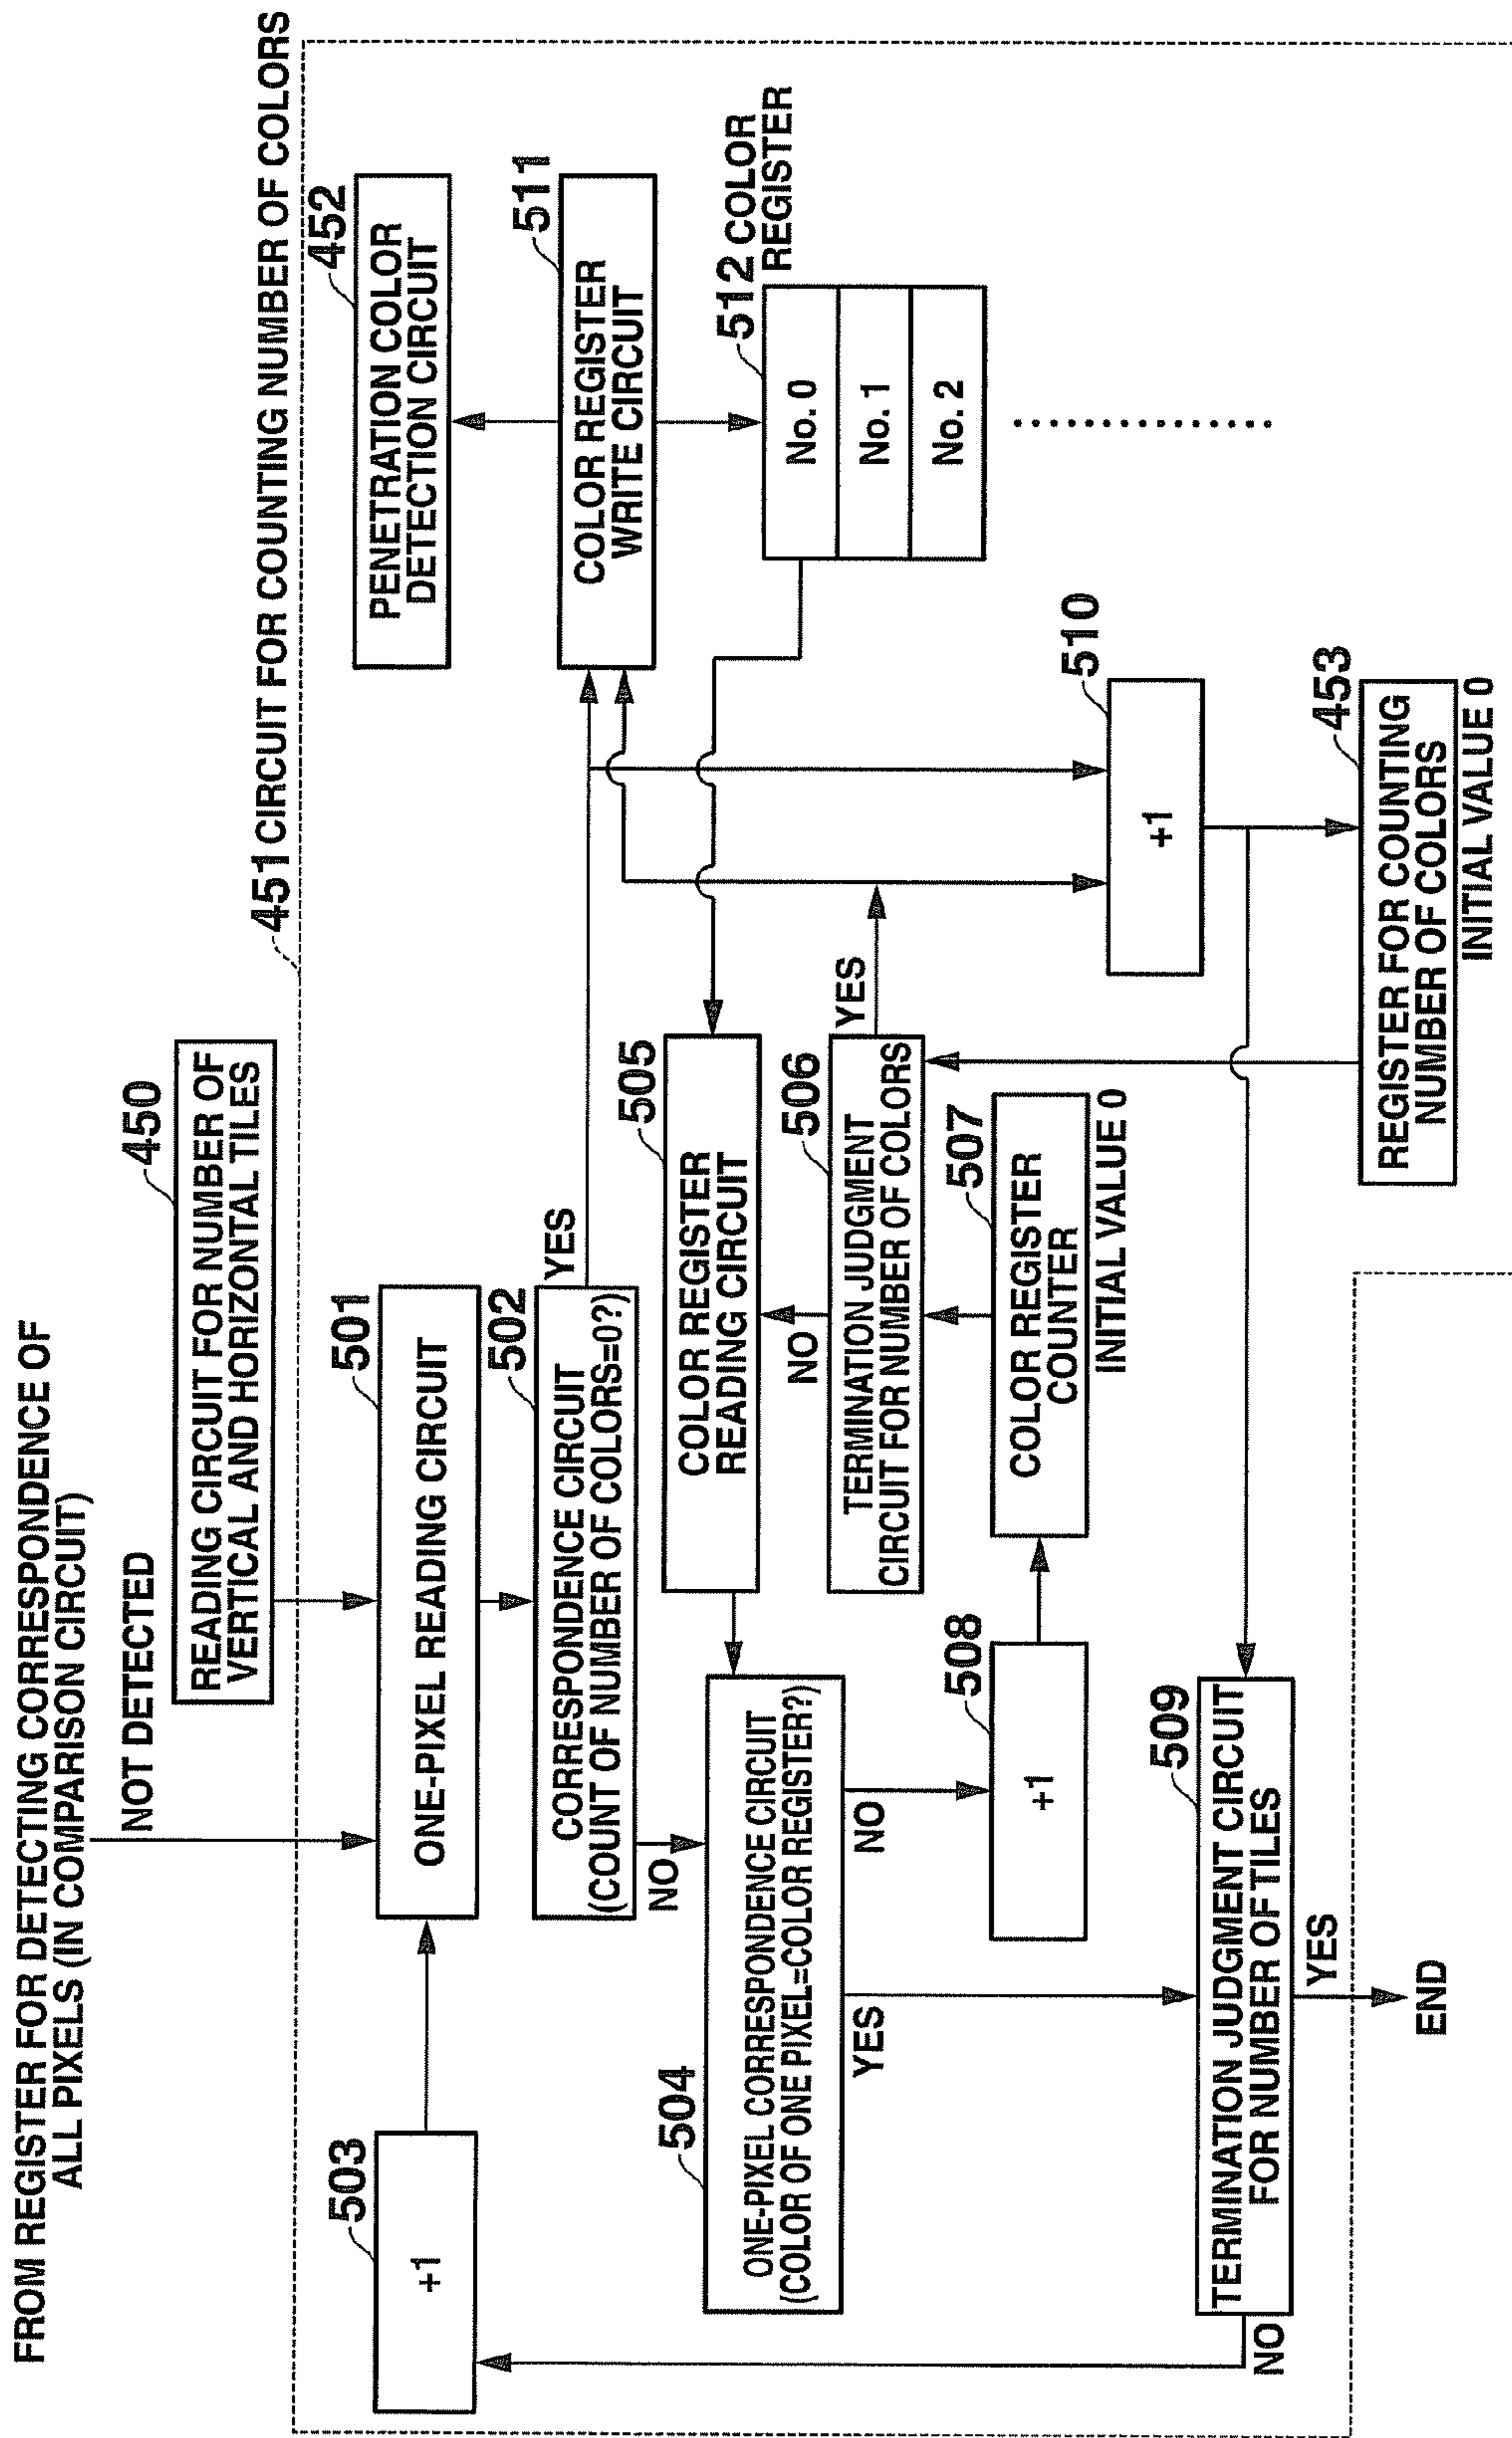 FROM REGISTER FOR DETECTING CORRESPONDENCE OF
ALL PIXELS (IN COMPARISON CIRCUIT)
NOT DETECTED
450
READING CIRCUIT FOR NUMBER OF
VERTICAL AND HORIZONTAL TILES
451 CIRCUIT FOR COUNTING NUMBER OF COLORS
503
+1
501
ONE-PIXEL READING CIRCUIT
452
PENETRATION COLOR
DETECTION CIRCUIT
502
CORRESPONDENCE CIRCUIT
(COUNT OF NUMBER OF COLORS=0?)
YES
NO
511
COLOR REGISTER
WRITE CIRCUIT
504
ONE-PIXEL CORRESPONDENCE CIRCUIT
(COLOR OF ONE PIXEL=COLOR REGISTER?)
YES
NO
505
COLOR REGISTER
READING CIRCUIT
NO
512 COLOR
REGISTER
No. 0
No. 1
No. 2
506
TERMINATION JUDGMENT
CIRCUIT FOR NUMBER OF COLORS
YES
508
+1
507
COLOR REGISTER
COUNTER
INITIAL VALUE 0
510
+1
509
TERMINATION JUDGMENT CIRCUIT
FOR NUMBER OF TILES
NO
YES
END
453
REGISTER FOR COUNTING
NUMBER OF COLORS
INITIAL VALUE 0